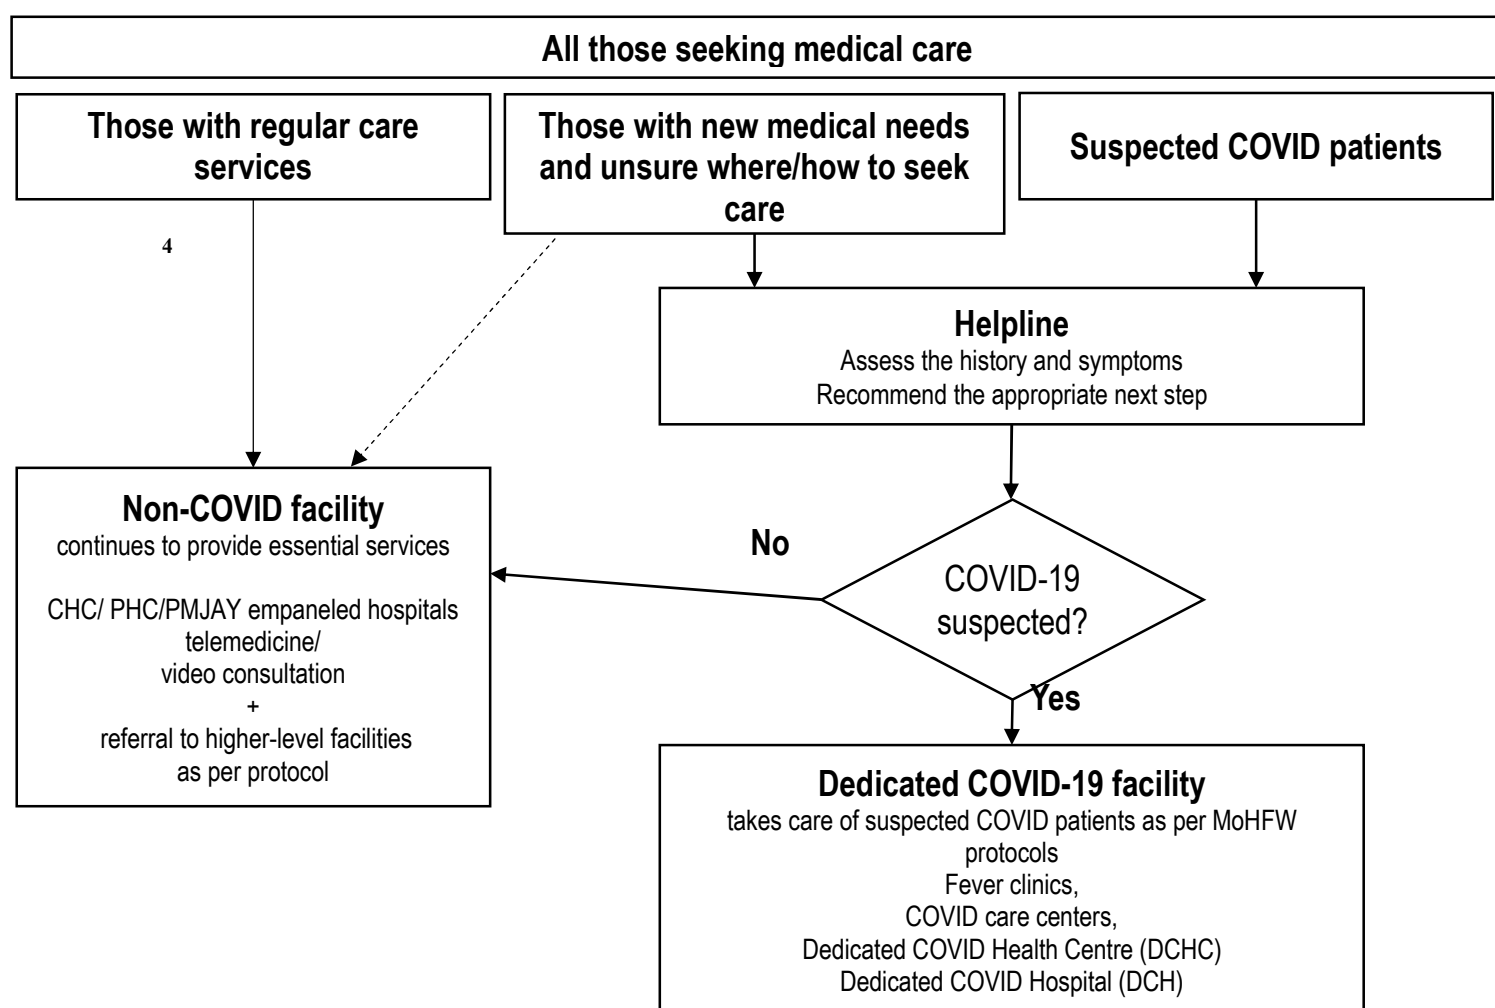 All those seeking medical care
Those with regular care
services
Those with new medical needs
and unsure where/how to seek
care
Suspected COVID patients
4
Helpline
Assess the history and symptoms
Recommend the appropriate next step
Non-COVID facility
continues to provide essential services
CHC/ PHC/PMJAY empaneled hospitals
telemedicine/
video consultation
+
referral to higher-level facilities
as per protocol
No
COVID-19
suspected?
Yes
Dedicated COVID-19 facility
takes care of suspected COVID patients as per MoHFW
protocols
Fever clinics,
COVID care centers,
Dedicated COVID Health Centre (DCHC)
Dedicated COVID Hospital (DCH)